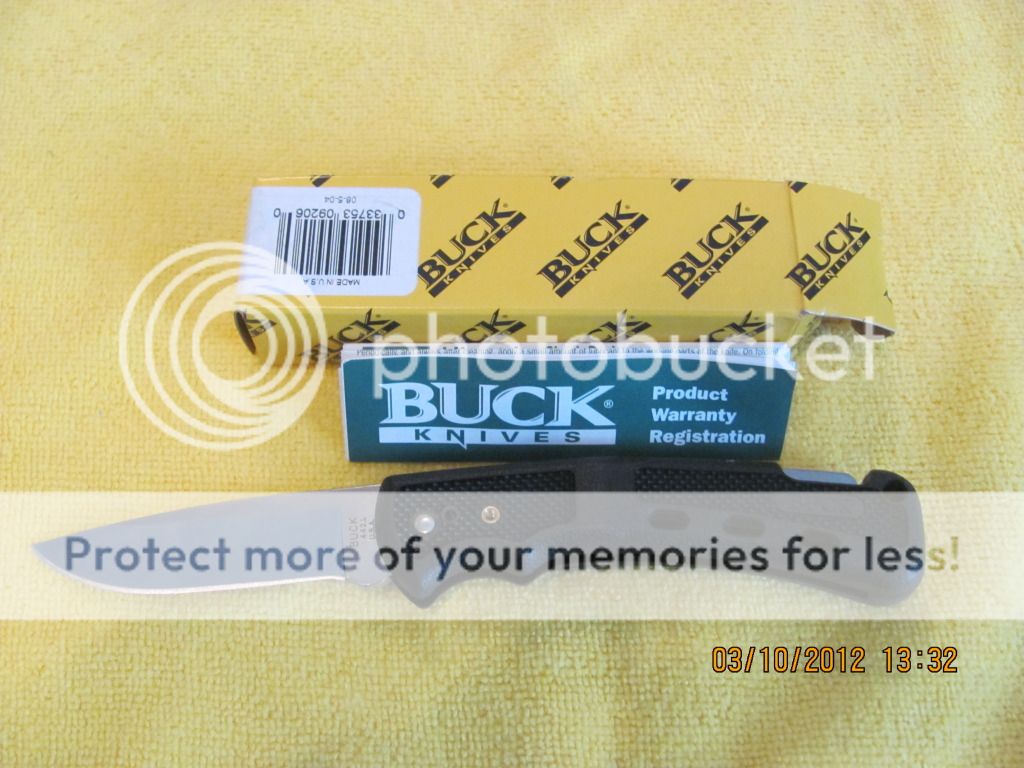 08-5-04
0 33753 09206 0
MADE IN U.S.A.
BUCK KNIVES
BUCK KNIVES
BUCK KNIVES
BUCK KNIVES
photobucket
BUCK®
KNIVES
Product
Warranty
Registration
BUCK
U.S.A.
Protect more of your memories for less!
03/10/2012 13:32